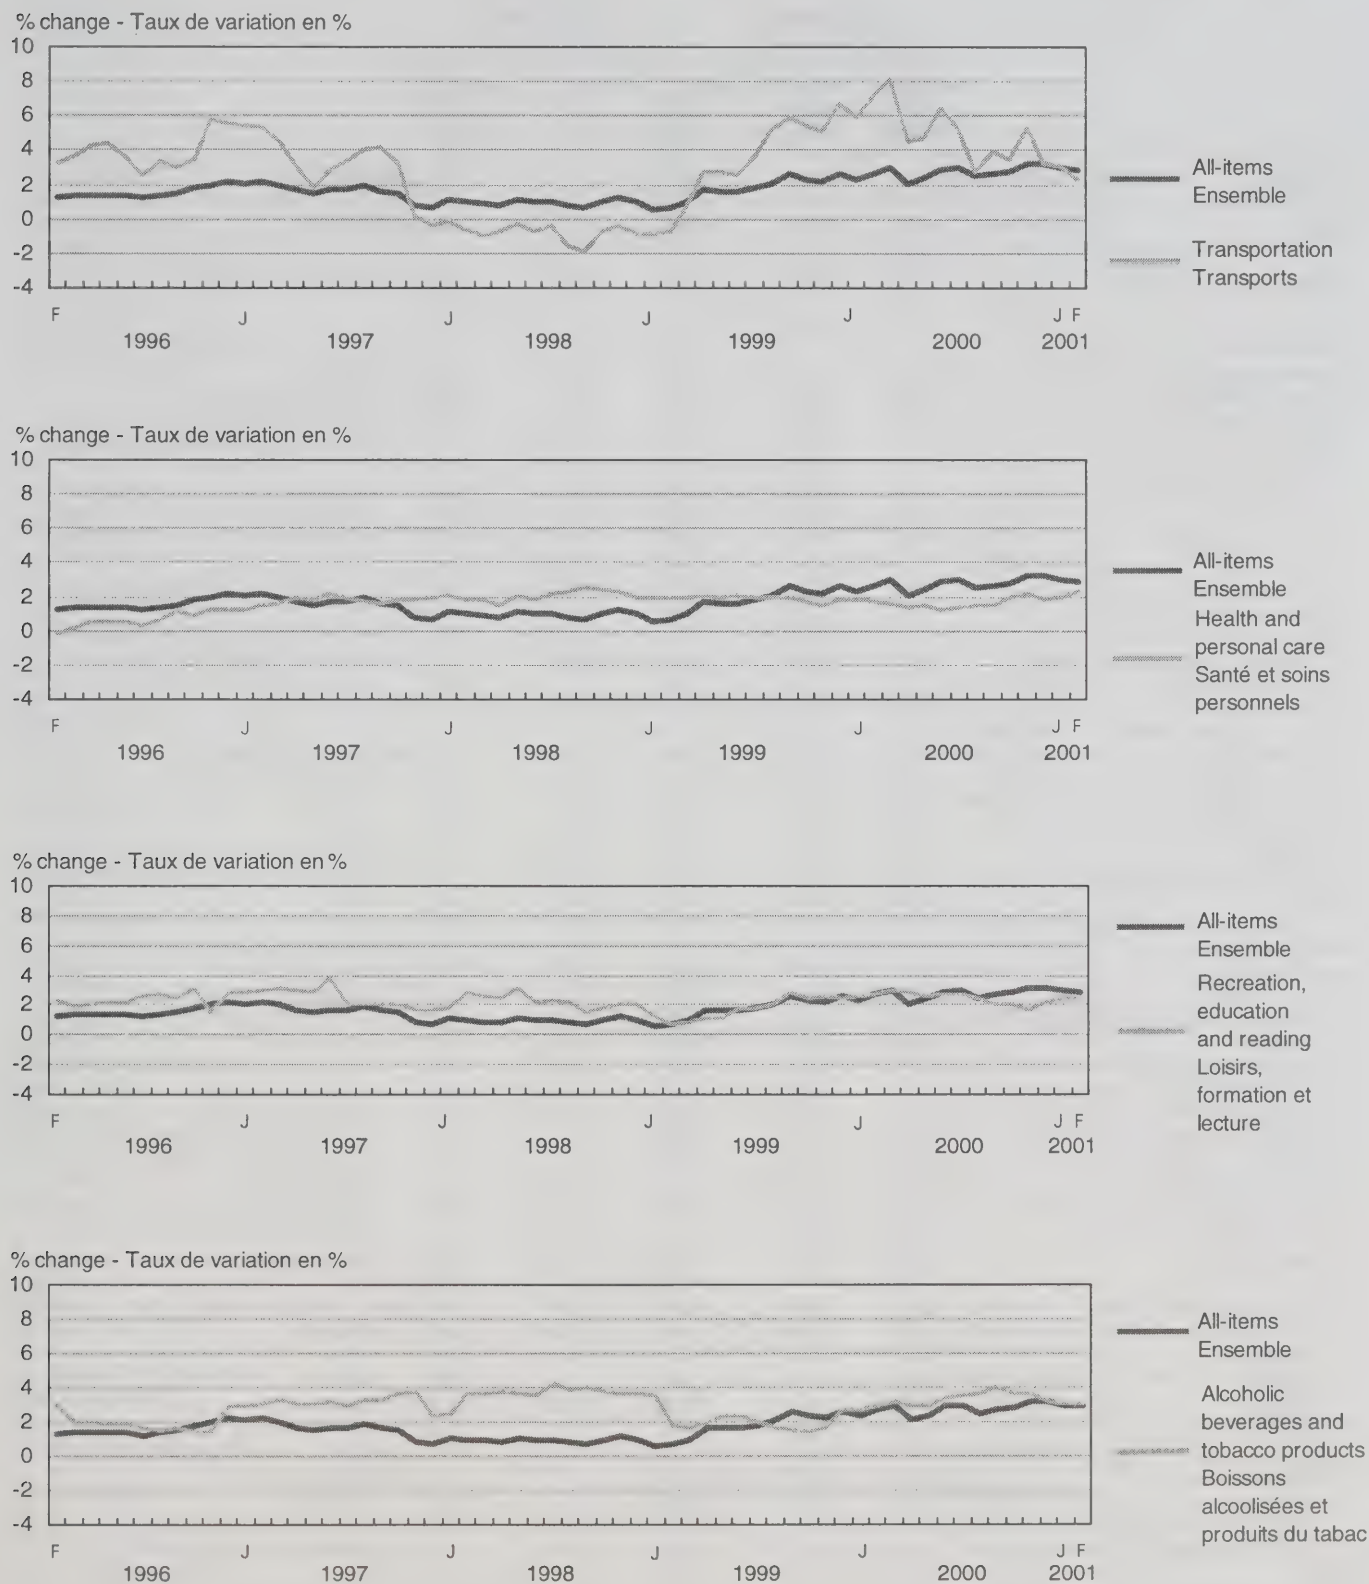 % change - Taux de variation en %
10
8
6
4
2
0
-2
-4
F
J
J
J
J
J F
1996
1997
1998
1999
2000
2001
All-items
Ensemble
Transportation
Transports
% change - Taux de variation en %
10
8
6
4
2
0
-2
-4
F
J
J
J
J
J F
1996
1997
1998
1999
2000
2001
All-items
Ensemble
Health and
personal care
Santé et soins
personnels
% change - Taux de variation en %
10
8
6
4
2
0
-2
-4
F
J
J
J
J
J F
1996
1997
1998
1999
2000
2001
All-items
Ensemble
Recreation,
education
and reading
Loisirs,
formation et
lecture
% change - Taux de variation en %
10
8
6
4
2
0
-2
-4
F
J
J
J
J
J F
1996
1997
1998
1999
2000
2001
All-items
Ensemble
Alcoholic
beverages and
tobacco products
Boissons
alcoolisées et
produits du tabac